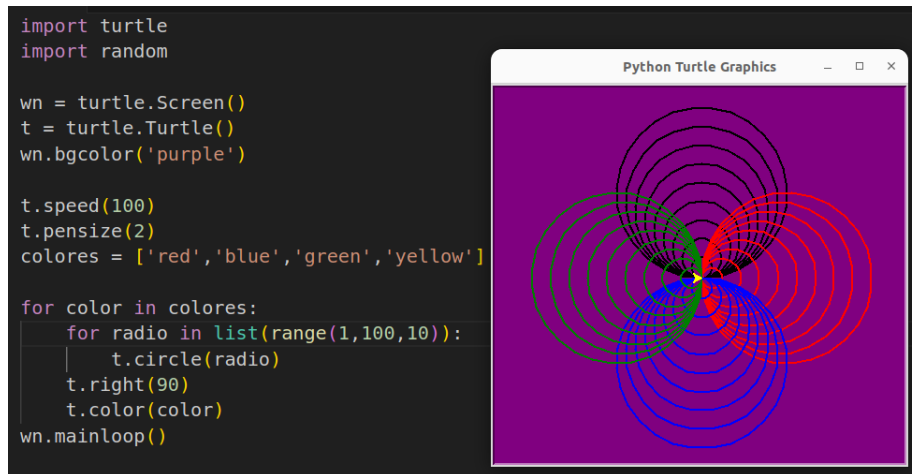 import turtle
import random
wn = turtle.Screen()
t = turtle.Turtle()
wn.bgcolor('purple')
t.speed(100)
t.pensize(2)
colores = ['red','blue','green','yellow']
for color in colores:
    for radio in list(range(1,100,10)):
        t.circle(radio)
    t.right(90)
    t.color(color)
wn.mainloop()
Python Turtle Graphics